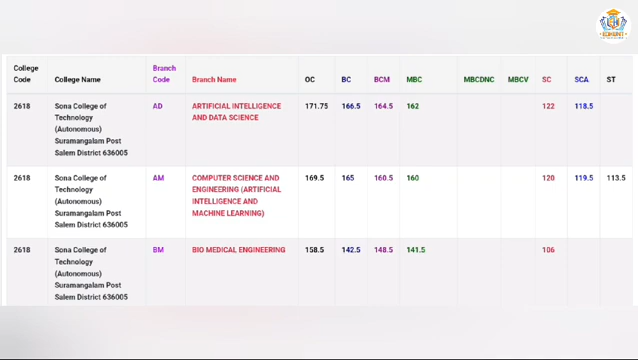 College Code College Name Branch Code Branch Name OC BC BCM MBC MBCDNC MBCV SC SCA ST
2618 Sona College of AD ARTIFICIAL INTELLIGENCE 171.75 166.5 164.5 162 122 118.5
Technology AND DATA SCIENCE
(Autonomous)
Suramangalam Post
Salem District 636005
2618 Sona College of AM COMPUTER SCIENCE AND 169.5 165 160.5 160 120 119.5 113.5
Technology ENGINEERING (ARTIFICIAL
(Autonomous) INTELLIGENCE AND
Suramangalam Post MACHINE LEARNING)
Salem District 636005
2618 Sona College of BM BIO MEDICAL ENGINEERING 158.5 142.5 148.5 141.5 106
Technology
(Autonomous)
Suramangalam Post
Salem District 636005